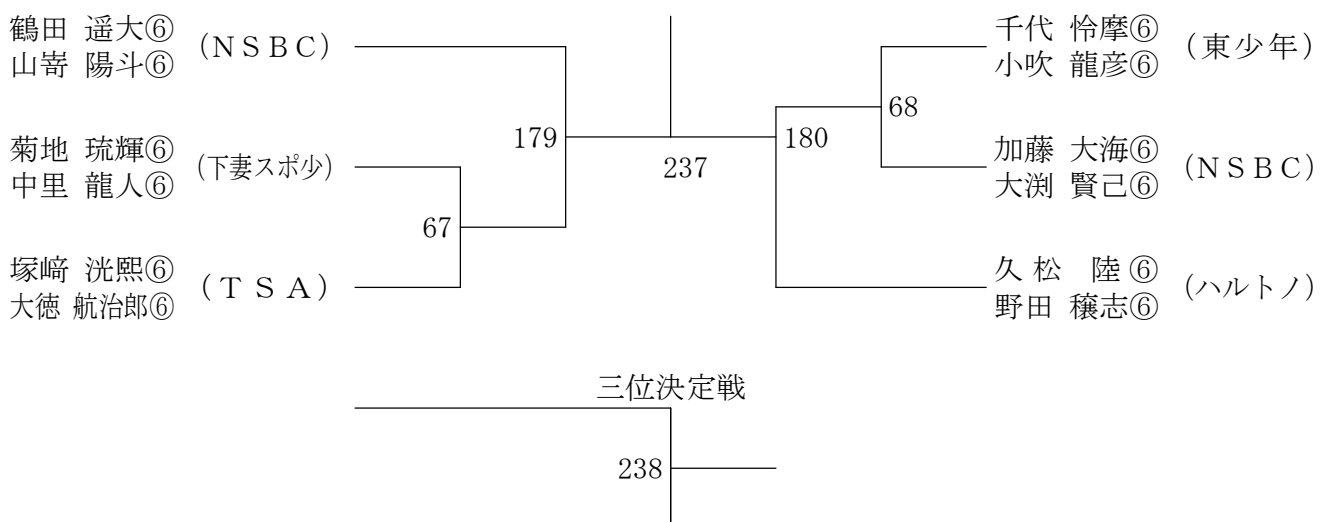 鶴田 遥大⑥
山嵜 陽斗⑥
(ＮＳＢＣ)
菊地 琉輝⑥
中里 龍人⑥
(下妻スポ少)
塚﨑 洸熙⑥
大徳 航治郎⑥
(ＴＳＡ)
179
67
237
180
68
千代 怜摩⑥
小吹 龍彦⑥
(東少年)
加藤 大海⑥
大渕 賢己⑥
(ＮＳＢＣ)
久松 陸⑥
野田 穣志⑥
(ハルトノ)
三位決定戦
238